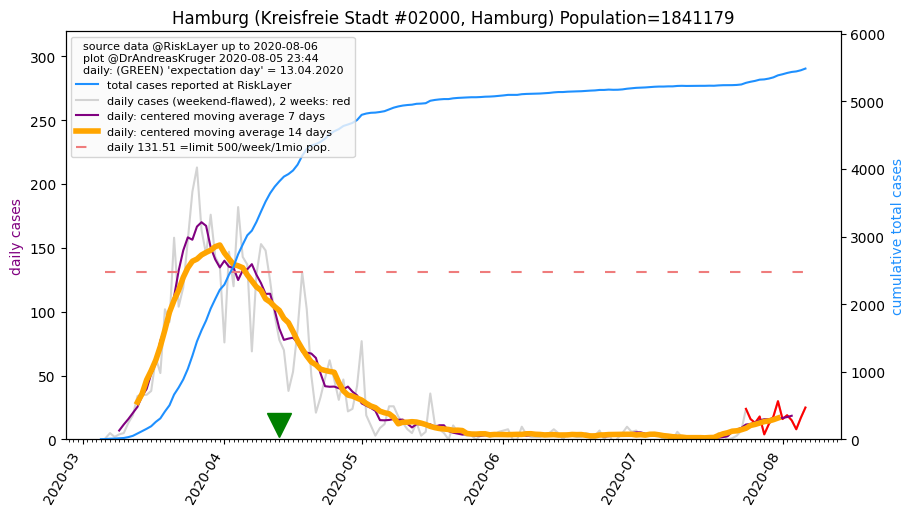 Hamburg (Kreisfreie Stadt #02000, Hamburg) Population=1841179
source data @RiskLayer up to 2020-08-06
plot @DrAndreasKruger 2020-08-05 23:44
daily: (GREEN) 'expectation day' = 13.04.2020
total cases reported at RiskLayer
daily cases (weekend-flawed), 2 weeks: red
daily: centered moving average 7 days
daily: centered moving average 14 days
daily 131.51 =limit 500/week/1mio pop.
daily cases
300
250
200
150
100
50
0
6000
5000
4000
3000
2000
1000
0
cumulative total cases
2020-03
2020-04
2020-05
2020-06
2020-07
2020-08